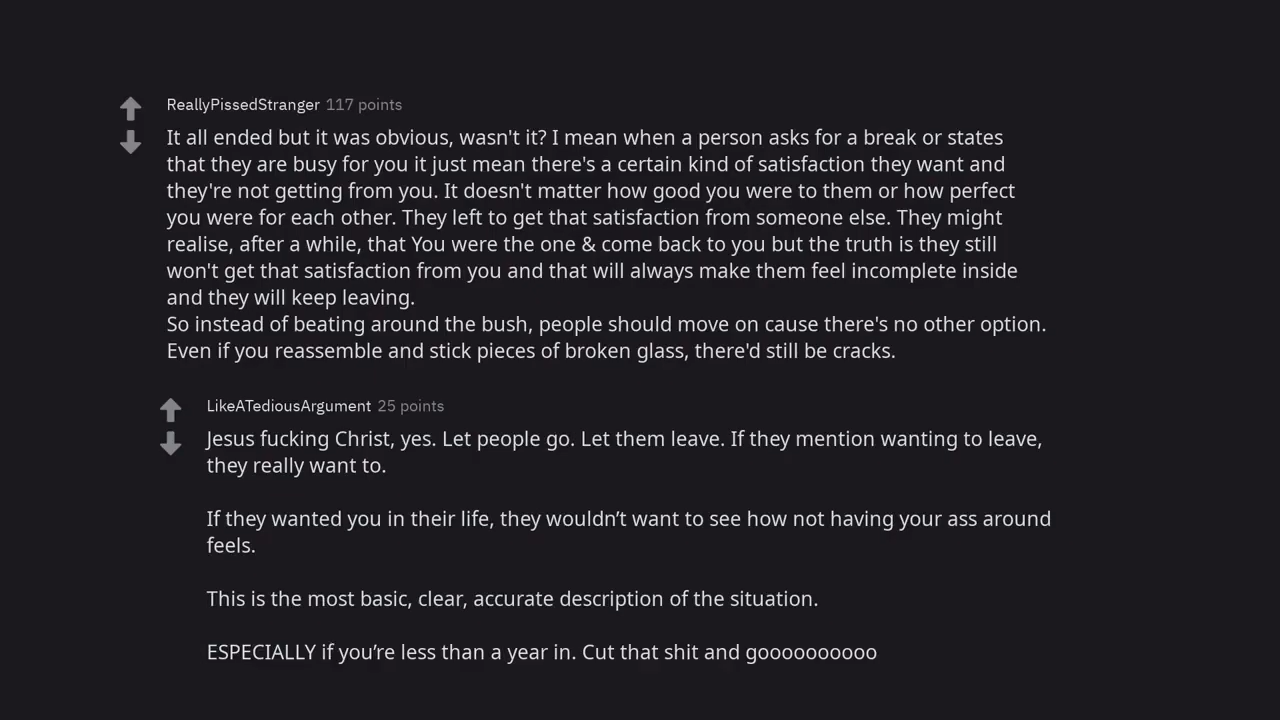 ReallyPissedStranger 117 points
It all ended but it was obvious, wasn't it? I mean when a person asks for a break or states
that they are busy for you it just mean there's a certain kind of satisfaction they want and
they're not getting from you. It doesn't matter how good you were to them or how perfect
you were for each other. They left to get that satisfaction from someone else. They might
realise, after a while, that You were the one & come back to you but the truth is they still
won't get that satisfaction from you and that will always make them feel incomplete inside
and they will keep leaving.
So instead of beating around the bush, people should move on cause there's no other option.
Even if you reassemble and stick pieces of broken glass, there'd still be cracks.
LikeATediousArgument 25 points
Jesus fucking Christ, yes. Let people go. Let them leave. If they mention wanting to leave,
they really want to.
If they wanted you in their life, they wouldn’t want to see how not having your ass around
feels.
This is the most basic, clear, accurate description of the situation.
ESPECIALLY if you’re less than a year in. Cut that shit and goooooooooo